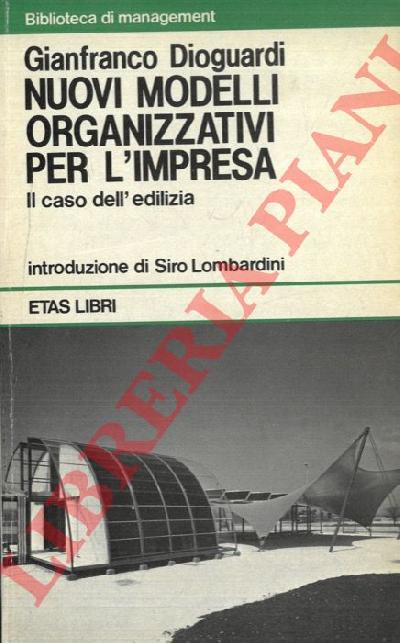 Biblioteca di management
Gianfranco Dioguardi
NUOVI MODELLI
ORGANIZZATIVI
PER L'IMPRESA
Il caso dell'edilizia
introduzione di Siro Lombardini
ETAS LIBRI
LIBRERIA PIANI